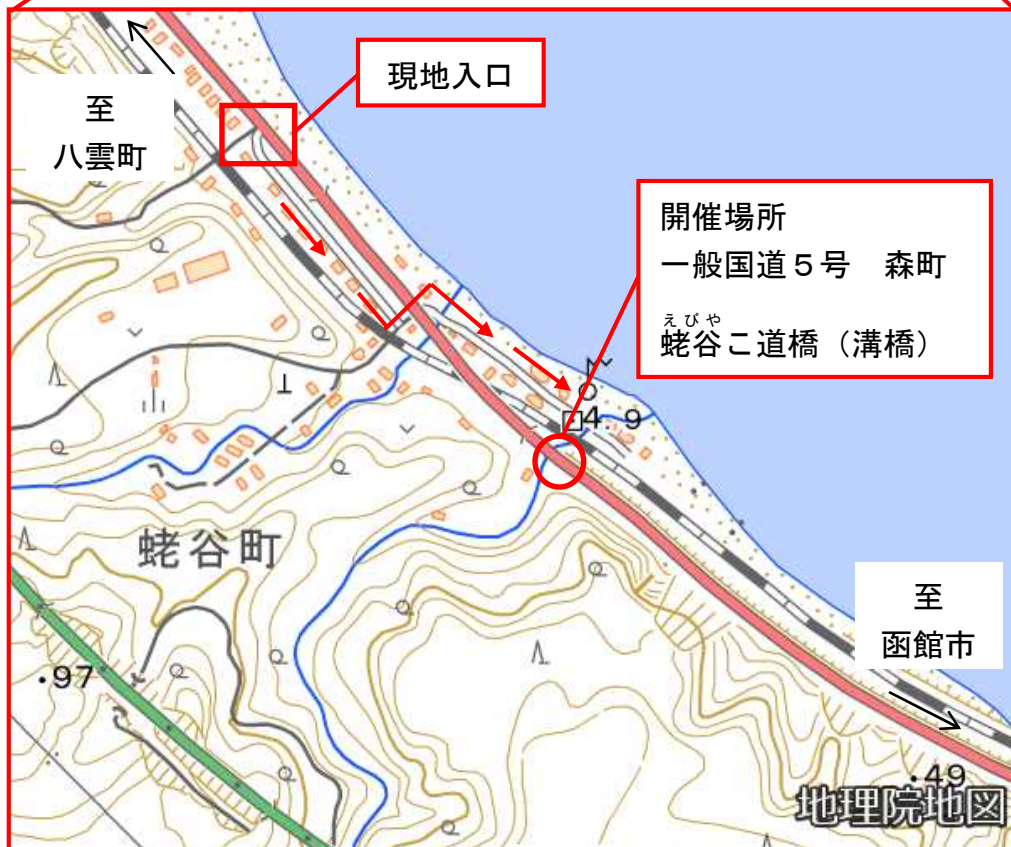 現地入口
至
八雲町
開催場所
一般国道５号　森町
えびや
蛯谷こ道橋（溝橋）
4.9
蛯谷町
至
函館市
・97
・49
地理院地図